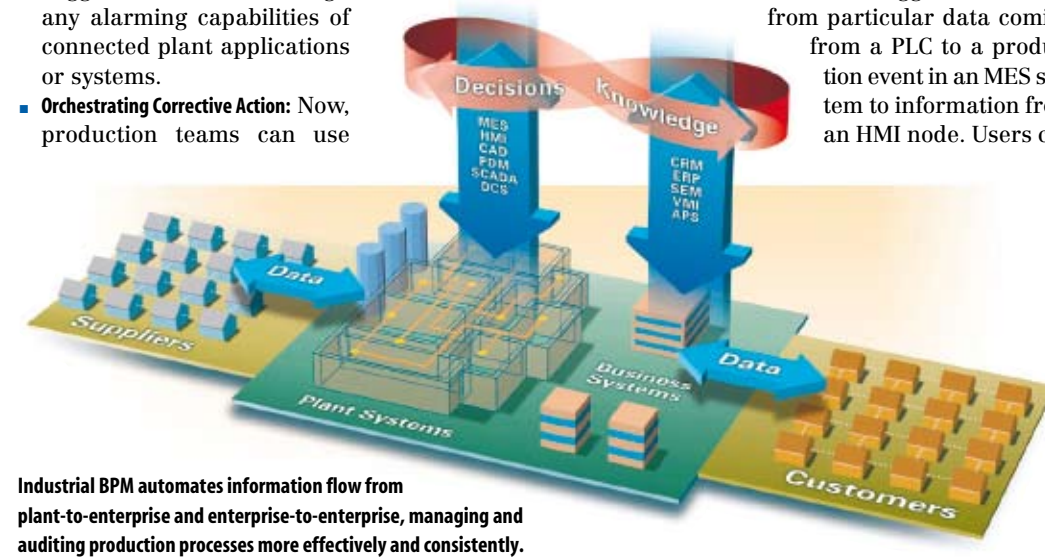 any alarming capabilities of
connected plant applications
or systems.
▪ Orchestrating Corrective Action: Now,
production teams can use
from particular data comi
from a PLC to a produ
tion event in an MES s
tem to information fr
an HMI node. Users o
Decisions
Knowledge
MES
HMI
CAD
PDM
SCADA
DCS
CRM
ERP
SEM
VMI
APS
Data
Suppliers
Plant Systems
Business
Systems
Data
Customers
Industrial BPM automates information flow from
plant-to-enterprise and enterprise-to-enterprise, managing and
auditing production processes more effectively and consistently.